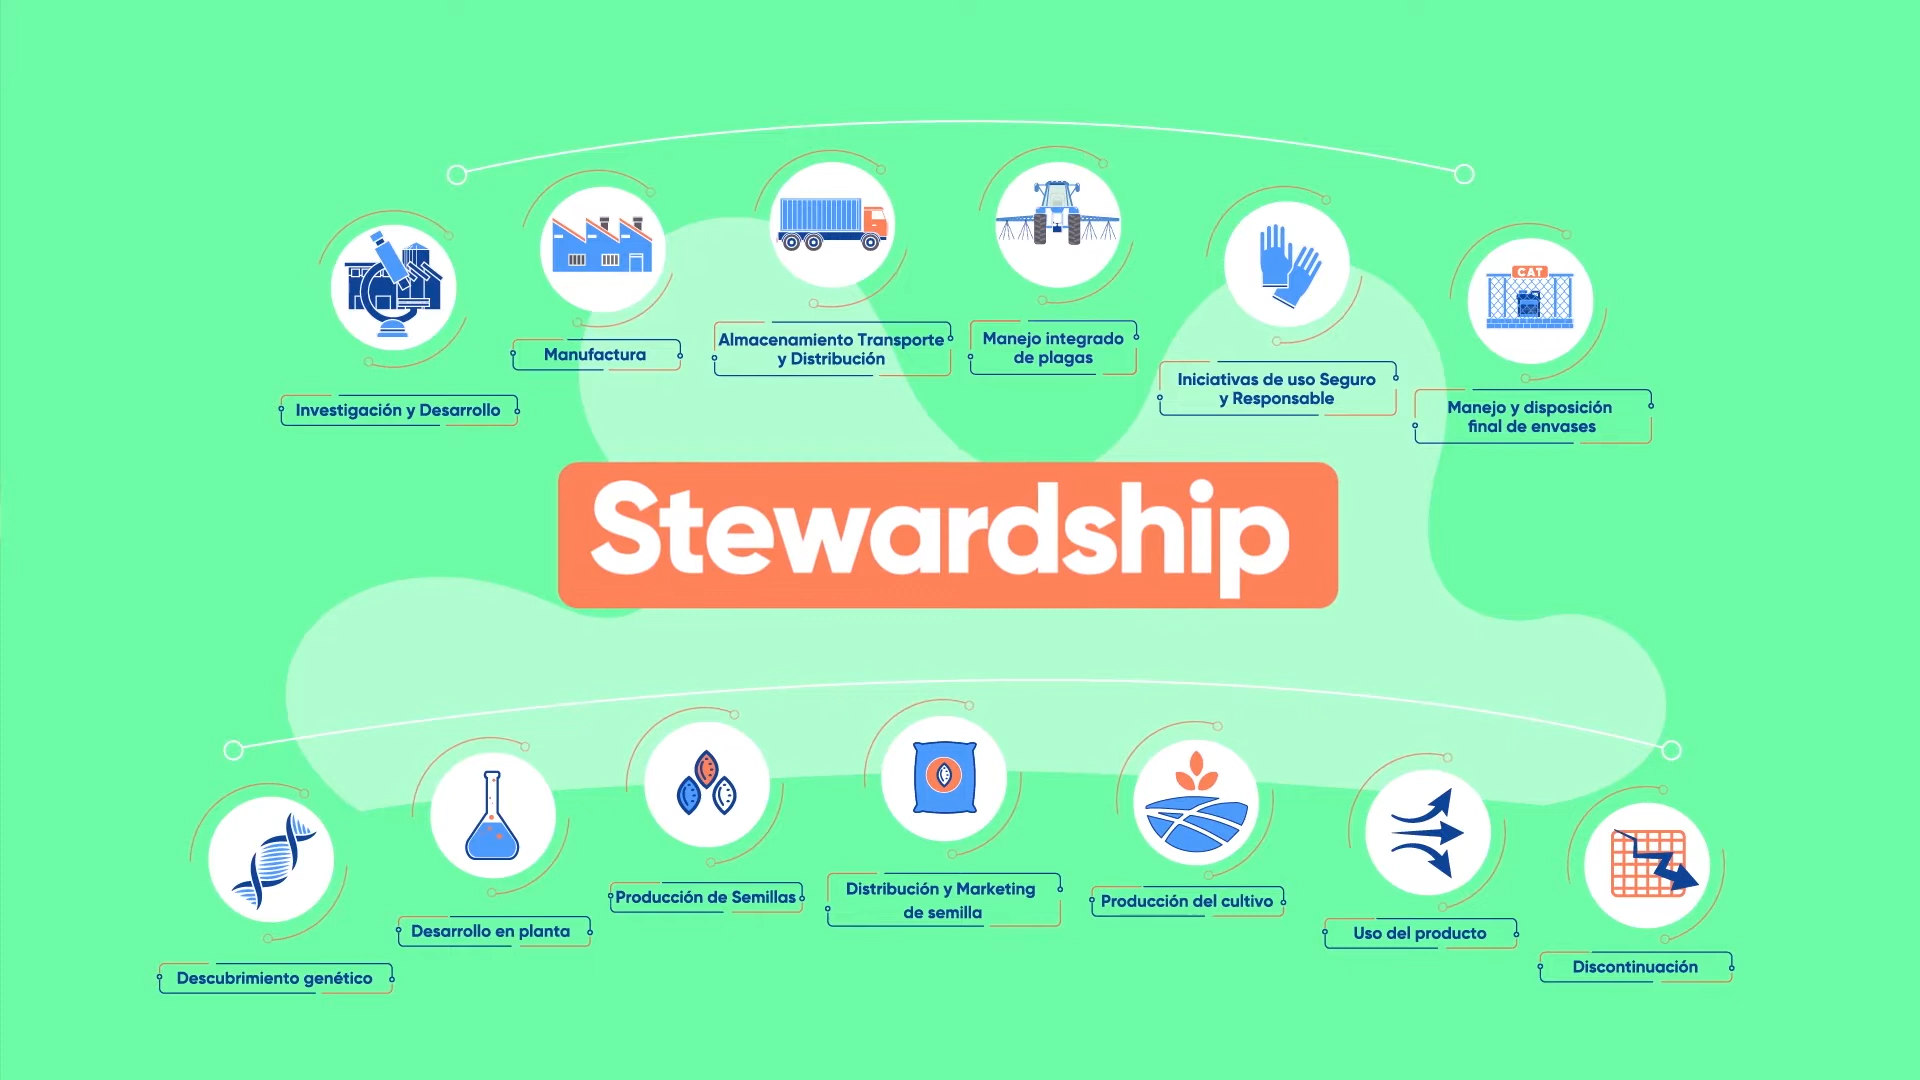 Investigación y Desarrollo
Manufactura
Almacenamiento Transporte
y Distribución
Manejo integrado
de plagas
Iniciativas de uso Seguro
y Responsable
CAT
Manejo y disposición
final de envases
Stewardship
Descubrimiento genético
Desarrollo en planta
Producción de Semillas
Distribución y Marketing
de semilla
Producción del cultivo
Uso del producto
Discontinuación